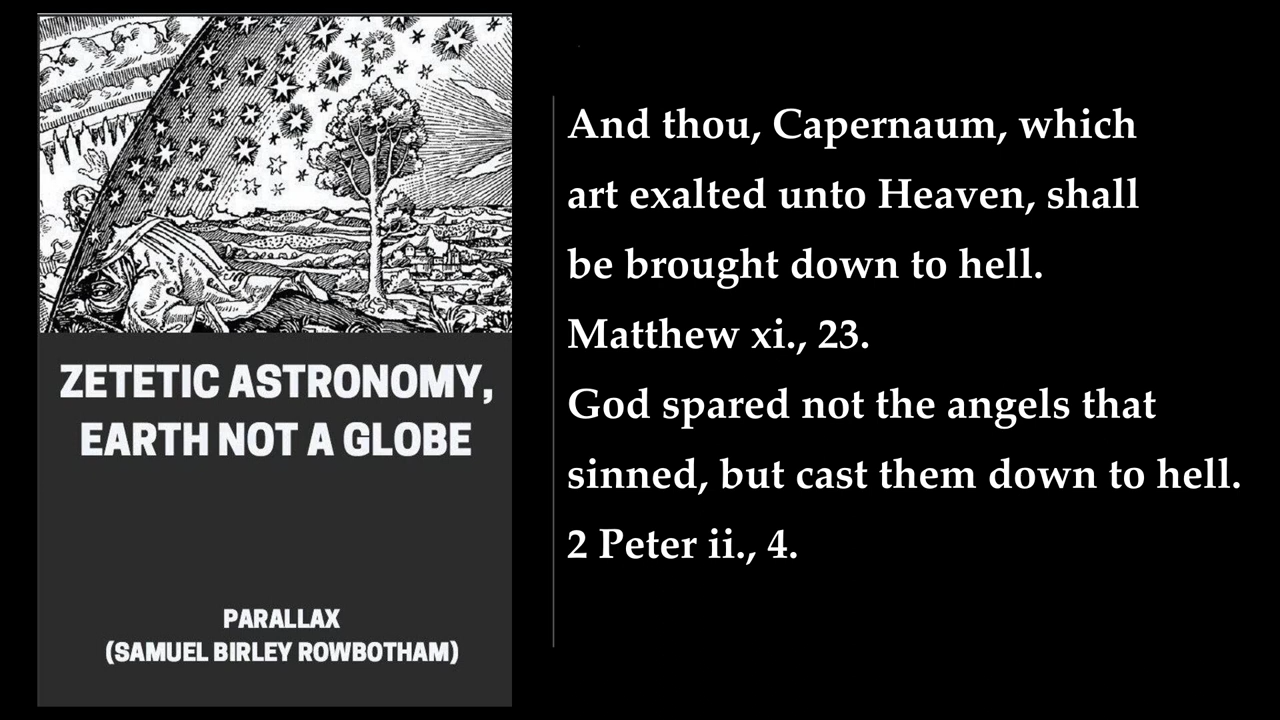 ZETETIC ASTRONOMY,
EARTH NOT A GLOBE
PARALLAX
(SAMUEL BIRLEY ROWBOTHAM)
And thou, Capernaum, which
art exalted unto Heaven, shall
be brought down to hell.
Matthew xi., 23.
God spared not the angels that
sinned, but cast them down to hell.
2 Peter ii., 4.